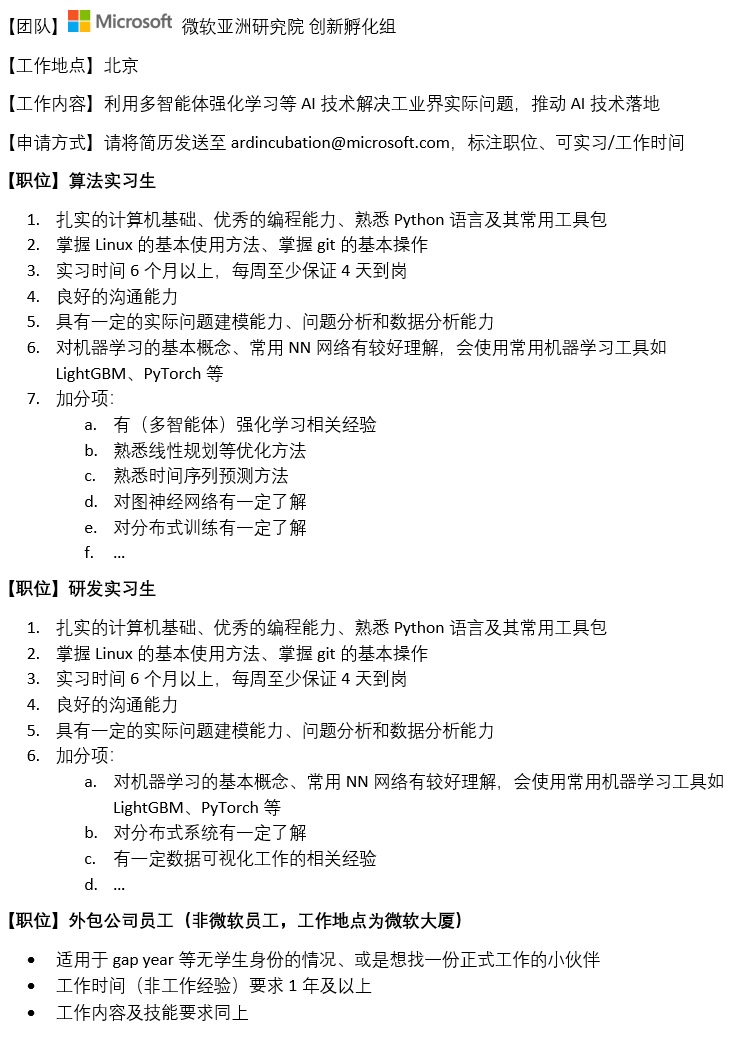 【团队】Microsoft 微软亚洲研究院 创新孵化组
【工作地点】北京
【工作内容】利用多智能体强化学习等 AI 技术解决工业界实际问题，推动 AI 技术落地
【申请方式】请将简历发送至 ardincubation@microsoft.com，标注职位、可实习/工作时间
【职位】算法实习生
1. 扎实的计算机基础、优秀的编程能力、熟悉 Python 语言及其常用工具包
2. 掌握 Linux 的基本使用方法、掌握 git 的基本操作
3. 实习时间 6 个月以上，每周至少保证 4 天到岗
4. 良好的沟通能力
5. 具有一定的实际问题建模能力、问题分析和数据分析能力
6. 对机器学习的基本概念、常用 NN 网络有较好理解，会使用常用机器学习工具如
LightGBM、PyTorch 等
7. 加分项：
a. 有（多智能体）强化学习相关经验
b. 熟悉线性规划等优化方法
c. 熟悉时间序列预测方法
d. 对图神经网络有一定了解
e. 对分布式训练有一定了解
f. ...
【职位】研发实习生
1. 扎实的计算机基础、优秀的编程能力、熟悉 Python 语言及其常用工具包
2. 掌握 Linux 的基本使用方法、掌握 git 的基本操作
3. 实习时间 6 个月以上，每周至少保证 4 天到岗
4. 良好的沟通能力
5. 具有一定的实际问题建模能力、问题分析和数据分析能力
6. 加分项：
a. 对机器学习的基本概念、常用 NN 网络有较好理解，会使用常用机器学习工具如
LightGBM、PyTorch 等
b. 对分布式系统有一定了解
c. 有一定数据可视化工作的相关经验
d. ...
【职位】外包公司员工（非微软员工，工作地点为微软大厦）
• 适用于 gap year 等无学生身份的情况、或是想找一份正式工作的小伙伴
• 工作时间（非工作经验）要求 1 年及以上
• 工作内容及技能要求同上